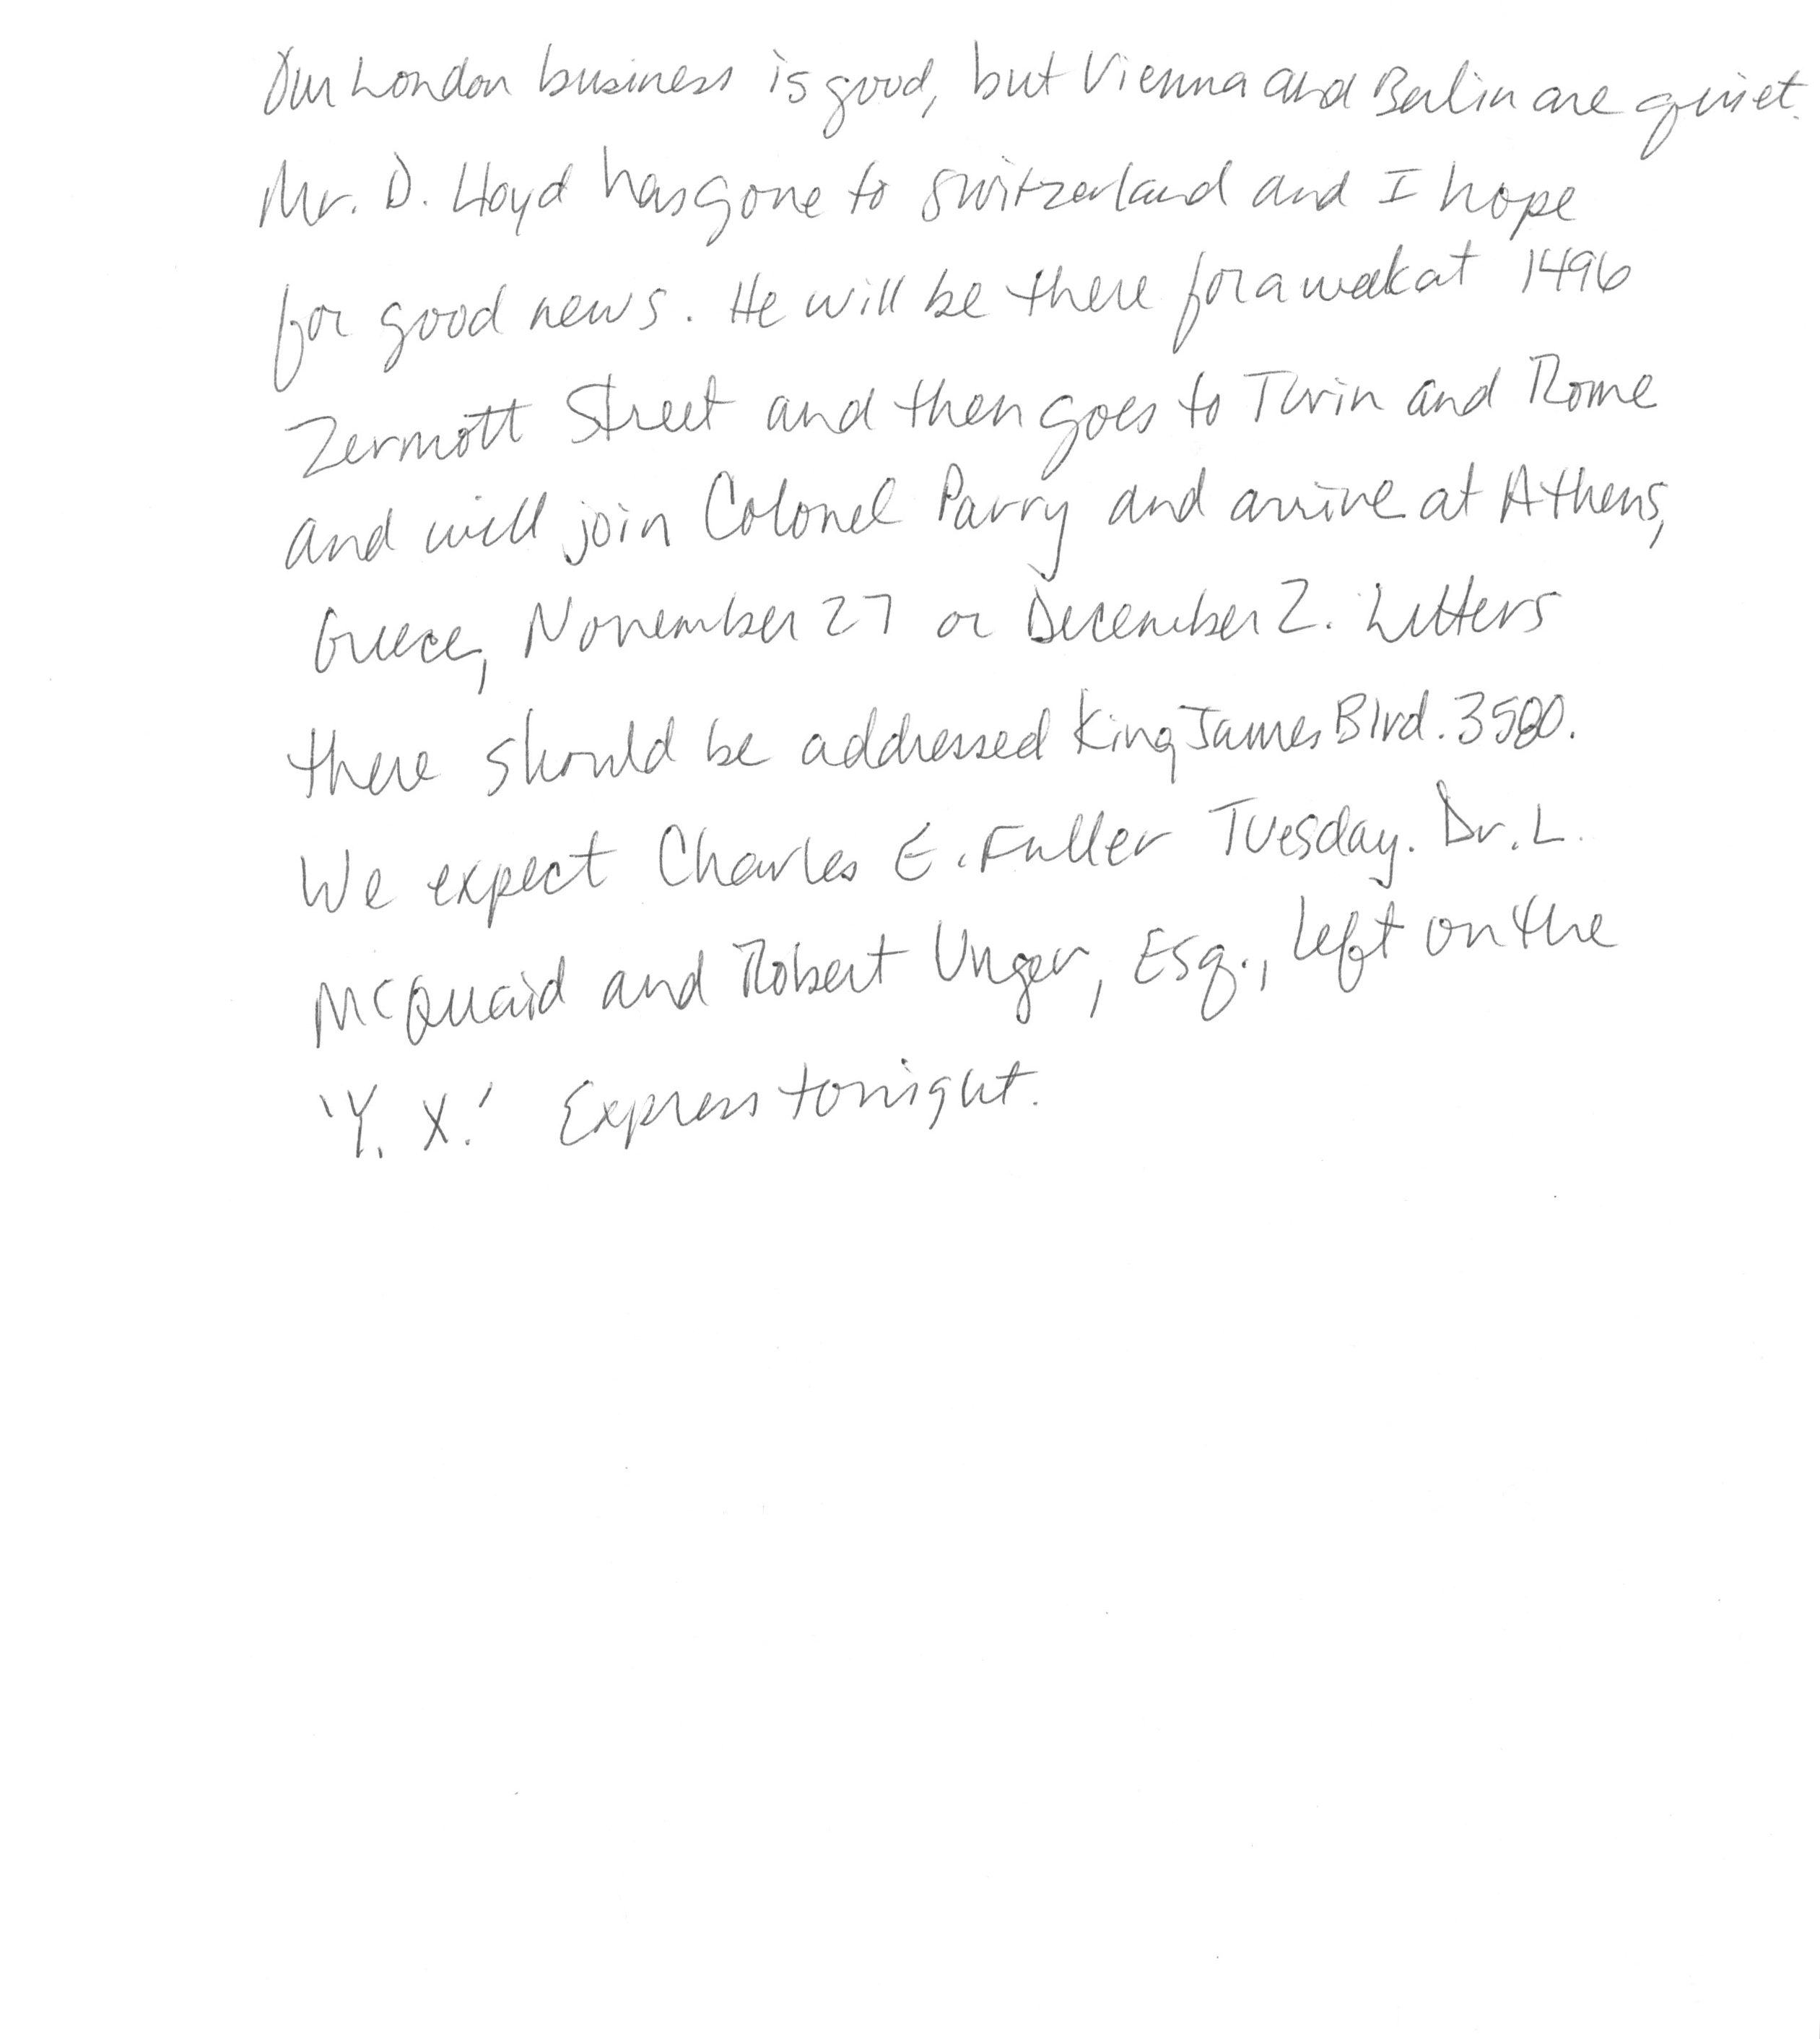 Our London business is good, but Vienna and Berlin are quiet.
Mr. D. Lloyd has gone to Switzerland and I hope
for good news. He will be there for a week at 1496
Zermott Street and then goes to Turin and Rome
and will join Colonel Parry and arrive at Athens,
Greece, November 27 or December 2. Letters
there should be addressed King James Blvd. 3580.
We expect Charles E. Fuller Tuesday. Dr. L.
McQuaid and Robert Unger, Esq., left on the
'Y. X.' Express tonight.